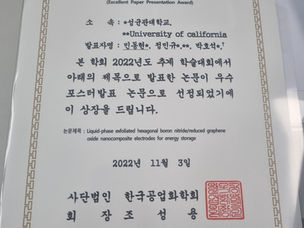 (Excellent Paper Presentation Award)
소 속 : *성균관대학교,
**University of california
발표자명 : 민동현*, 정민규*,**, 박호석*,†
본 학회 2022년도 추계 학술대회에서
아래의 제목으로 발표한 논문이 우수
포스터발표 논문으로 선정되었기에
이 상장을 드립니다.
논문제목 : Liquid-phase exfoliated hexagonal boron nitride/reduced graphene
oxide nanocomposite electrodes for energy storage
2022년 11월 3일
사단법인 한국공업화학회
회 장 조 성 용